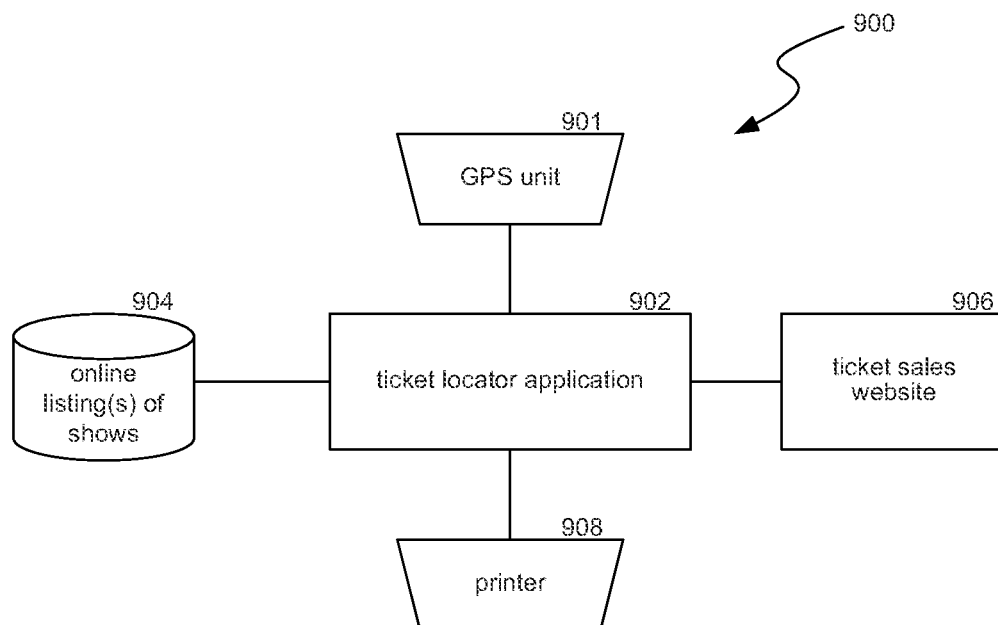 900
901
GPS unit
904
online
listing(s) of
shows
902
ticket locator application
906
ticket sales
website
908
printer